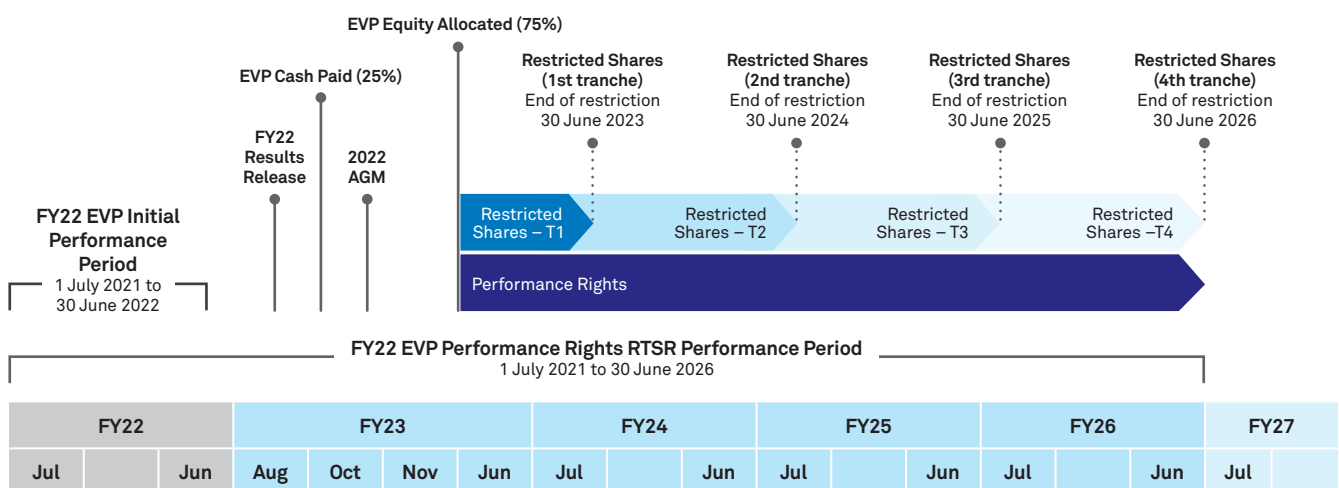 EVP Equity Allocated (75%)
EVP Cash Paid (25%)
FY22
Results
Release
2022
AGM
Restricted Shares
(1st tranche)
End of restriction
30 June 2023
Restricted Shares
(2nd tranche)
End of restriction
30 June 2024
Restricted Shares
(3rd tranche)
End of restriction
30 June 2025
Restricted Shares
(4th tranche)
End of restriction
30 June 2026
FY22 EVP Initial
Performance
Period
1 July 2021 to
30 June 2022
Restricted
Shares – T1
Restricted
Shares – T2
Restricted
Shares – T3
Restricted
Shares –T4
Performance Rights
FY22 EVP Performance Rights RTSR Performance Period
1 July 2021 to 30 June 2026
FY22 FY23 FY24 FY25 FY26 FY27
Jul Jun Aug Oct Nov Jun Jul Jun Jul Jun Jul Jun Jul